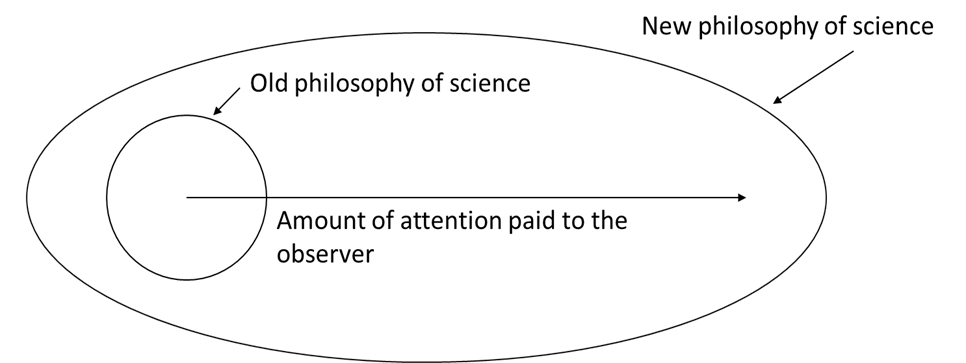 New philosophy of science
Old philosophy of science
Amount of attention paid to the
observer